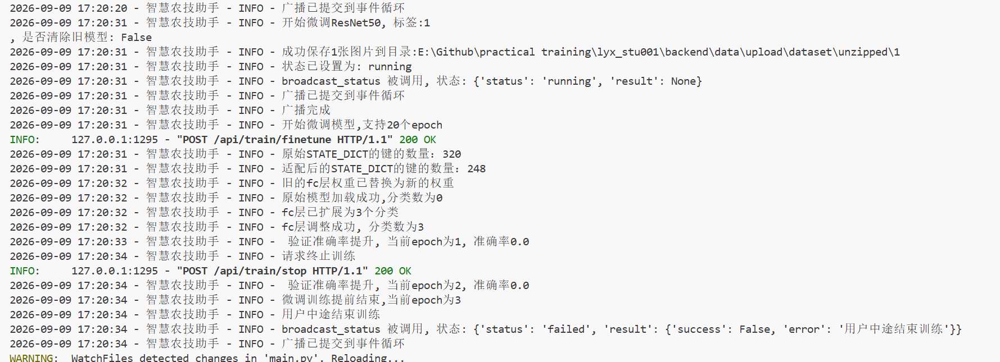 2026-09-09 17:20:20 - 智慧农技助手 - INFO - 广播已提交到事件循环
2026-09-09 17:20:31 - 智慧农技助手 - INFO - 开始微调ResNet50, 标签:1
, 是否清除旧模型: False
2026-09-09 17:20:31 - 智慧农技助手 - INFO - 成功保存1张图片到目录:E:\Github\practical training\lyx_stu001\backend\data\upload\dataset\unzipped\1
2026-09-09 17:20:31 - 智慧农技助手 - INFO - 状态已设置为: running
2026-09-09 17:20:31 - 智慧农技助手 - INFO - broadcast_status 被调用, 状态: {'status': 'running', 'result': None}
2026-09-09 17:20:31 - 智慧农技助手 - INFO - 广播已提交到事件循环
2026-09-09 17:20:31 - 智慧农技助手 - INFO - 广播完成
2026-09-09 17:20:31 - 智慧农技助手 - INFO - 开始微调模型,支持20个epoch
INFO:     127.0.0.1:1295 - "POST /api/train/finetune HTTP/1.1" 200 OK
2026-09-09 17:20:31 - 智慧农技助手 - INFO - 原始STATE_DICT的键的数量: 320
2026-09-09 17:20:31 - 智慧农技助手 - INFO - 适配后的STATE_DICT的键的数量: 248
2026-09-09 17:20:32 - 智慧农技助手 - INFO - 旧的fc层权重已替换为新的权重
2026-09-09 17:20:32 - 智慧农技助手 - INFO - 原始模型加载成功,分类数为0
2026-09-09 17:20:32 - 智慧农技助手 - INFO - fc层已扩展为3个分类
2026-09-09 17:20:32 - 智慧农技助手 - INFO - fc层调整成功, 分类数为3
2026-09-09 17:20:33 - 智慧农技助手 - INFO -  验证准确率提升, 当前epoch为1, 准确率0.0
2026-09-09 17:20:34 - 智慧农技助手 - INFO - 请求终止训练
INFO:     127.0.0.1:1295 - "POST /api/train/stop HTTP/1.1" 200 OK
2026-09-09 17:20:34 - 智慧农技助手 - INFO -  验证准确率提升, 当前epoch为2, 准确率0.0
2026-09-09 17:20:34 - 智慧农技助手 - INFO - 微调训练提前结束,当前epoch为3
2026-09-09 17:20:34 - 智慧农技助手 - INFO - 用户中途结束训练
2026-09-09 17:20:34 - 智慧农技助手 - INFO - broadcast_status 被调用, 状态: {'status': 'failed', 'result': {'success': False, 'error': '用户中途结束训练'}}
2026-09-09 17:20:34 - 智慧农技助手 - INFO - 广播已提交到事件循环
WARNING:  WatchFiles detected changes in 'main.py'. Reloading...